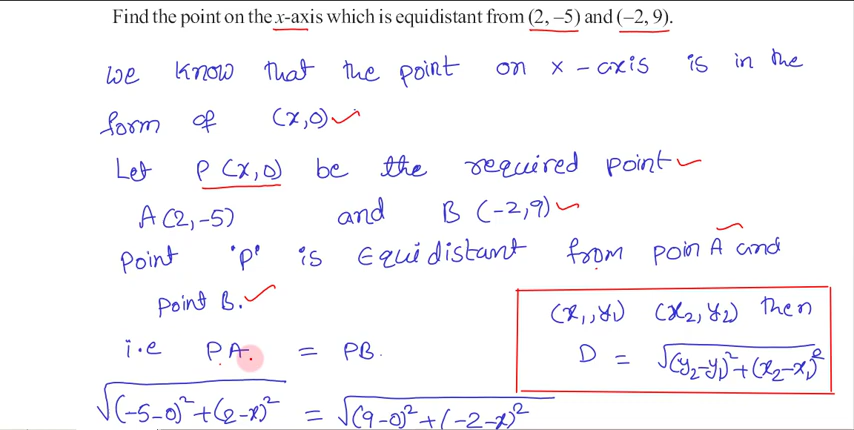 Find the point on the x-axis which is equidistant from (2, –5) and (–2, 9).
we know that the point on x - axis is in the
form of (x,0)
Let P(x,0) be the required point
A(2,-5) and B(-2,9)
Point 'p' is Equidistant from poin A and
Point B.
i.e PA. = PB.
√(-5-0)²+(2-x)² = √(9-0)²+(-2-x)²
(x₁,y₁) (x₂,y₂) then
D = √(y₂-y₁)²+(x₂-x₁)²